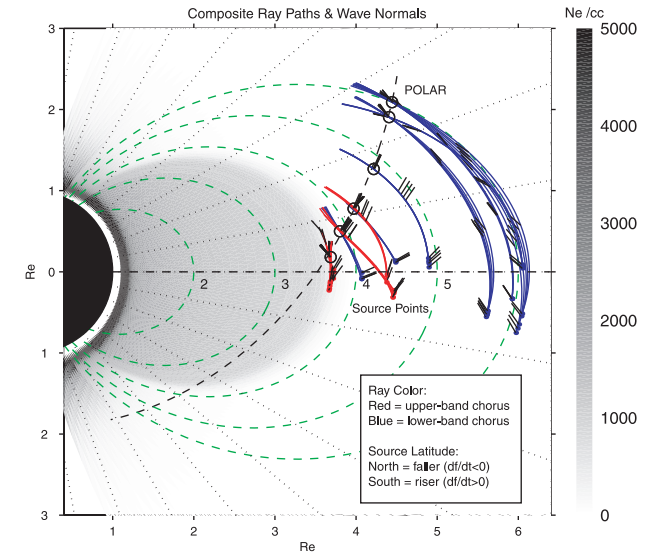 Composite Ray Paths & Wave Normals
Ne /cc
3
2
1
0
1
2
3
Re
POLAR
2
3
4
5
6
Source Points
Ray Color:
Red = upper-band chorus
Blue = lower-band chorus
Source Latitude:
North = faller (df/dt<0)
South = riser (df/dt>0)
1
2
3
4
5
6
Re
5000
4000
3000
2000
1000
0